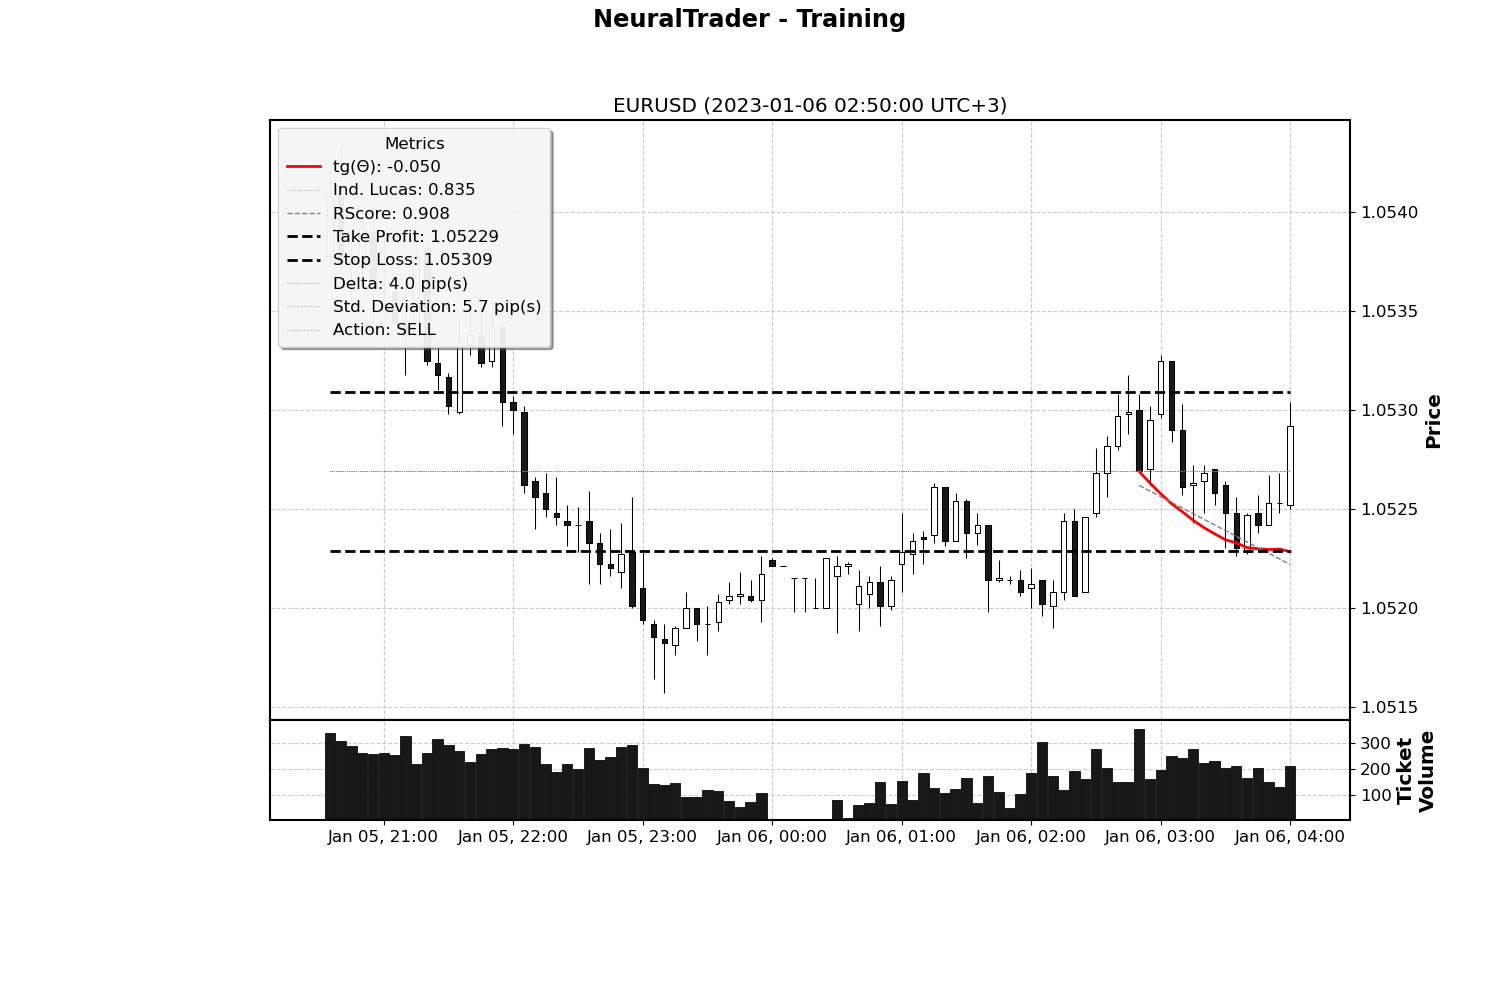 NeuralTrader - Training
EURUSD (2023-01-06 02:50:00 UTC+3)
Metrics
tg(Θ): -0.050
Ind. Lucas: 0.835
RScore: 0.908
Take Profit: 1.05229
Stop Loss: 1.05309
Delta: 4.0 pip(s)
Std. Deviation: 5.7 pip(s)
Action: SELL
1.0540
1.0535
1.0530
1.0525
1.0520
1.0515
Price
300
200
100
Ticket
Volume
Jan 05, 21:00
Jan 05, 22:00
Jan 05, 23:00
Jan 06, 00:00
Jan 06, 01:00
Jan 06, 02:00
Jan 06, 03:00
Jan 06, 04:00